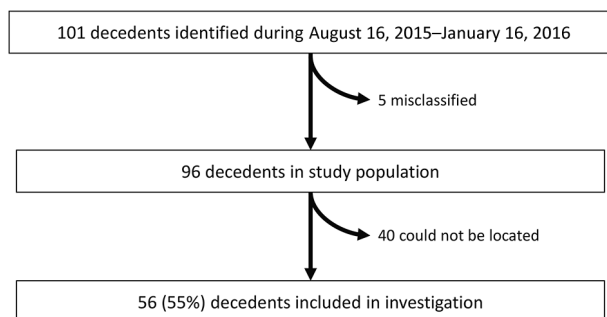 101 decedents identified during August 16, 2015–January 16, 2016
5 misclassified
96 decedents in study population
40 could not be located
56 (55%) decedents included in investigation